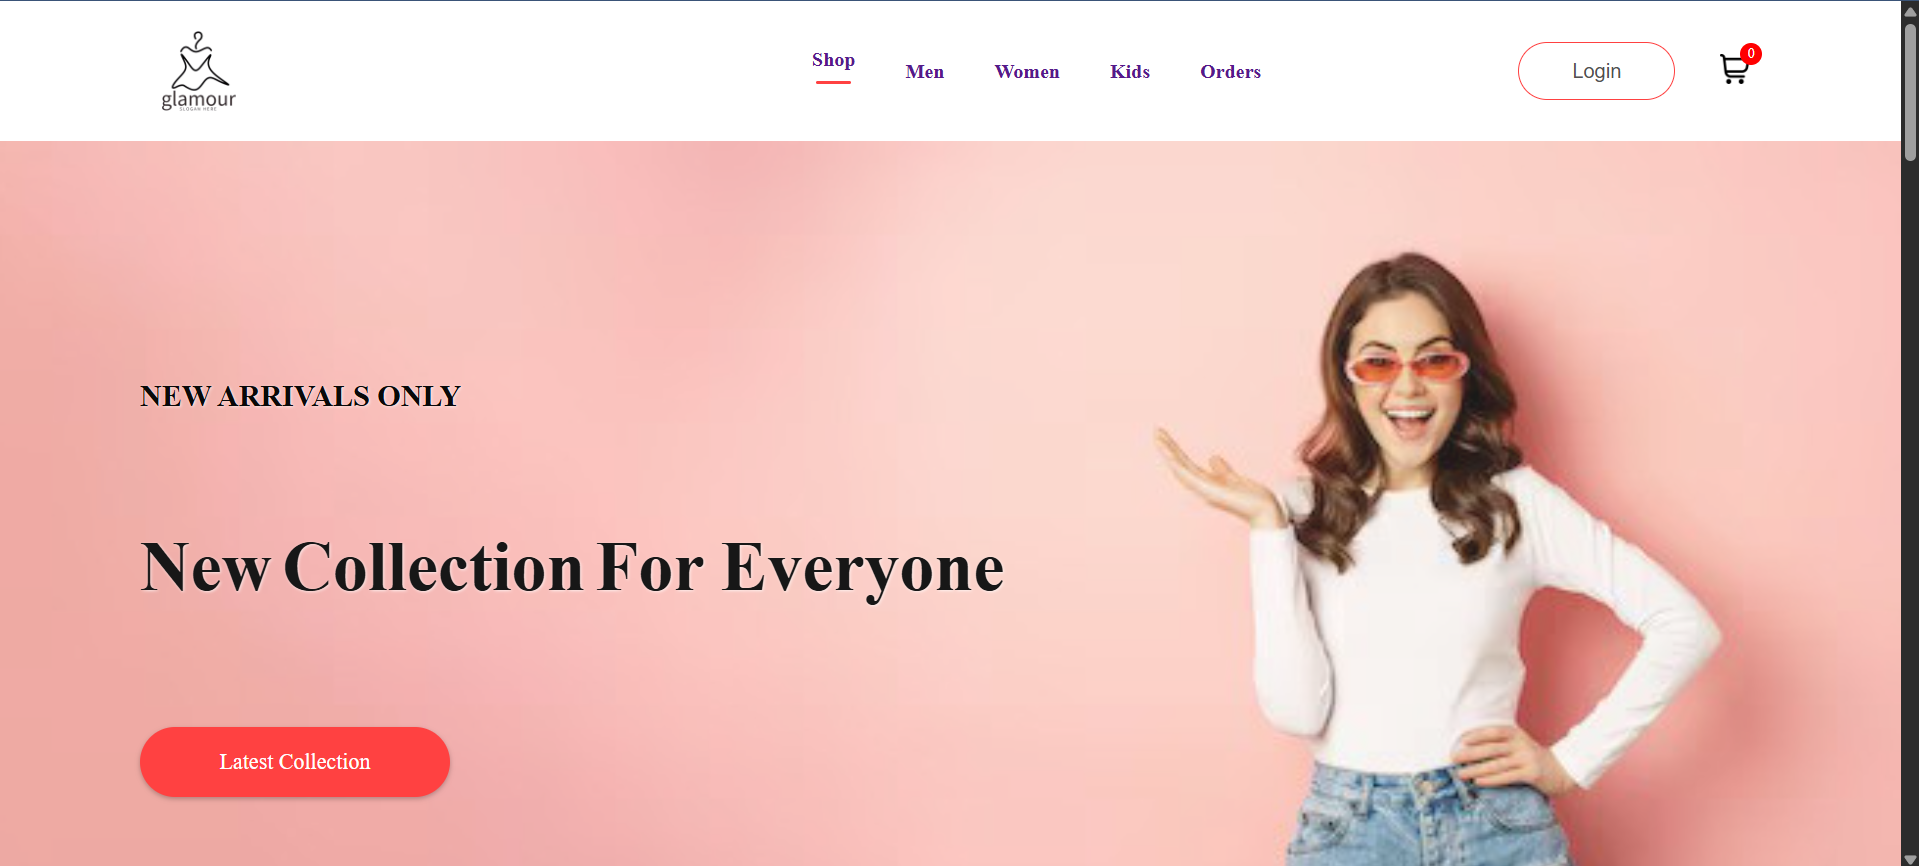 glamour
SLOGAN HERE
Shop
Men
Women
Kids
Orders
Login
0
NEW ARRIVALS ONLY
New Collection For Everyone
Latest Collection